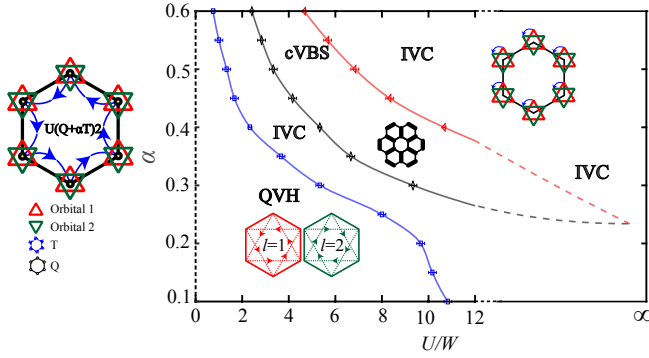 U(Q+αT)2
Orbital 1
Orbital 2
T
Q
α
0.6
0.5
0.4
0.3
0.2
0.1
cVBS
IVC
IVC
IVC
QVH
l=1
l=2
0
2
4
6
8
10
12
∞
U/W